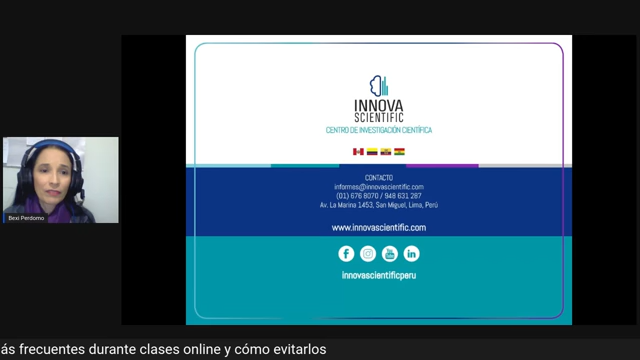 INNOVA
SCIENTIFIC
CENTRO DE INVESTIGACIÓN CIENTÍFICA
CONTACTO
informes@innovascientific.com
(01) 676 8070 / 948 631 287
Av. La Marina 1453, San Miguel, Lima, Perú
www.innovascientific.com
innovascientificperu
Bexi Perdomo
ás frecuentes durante clases online y cómo evitarlos